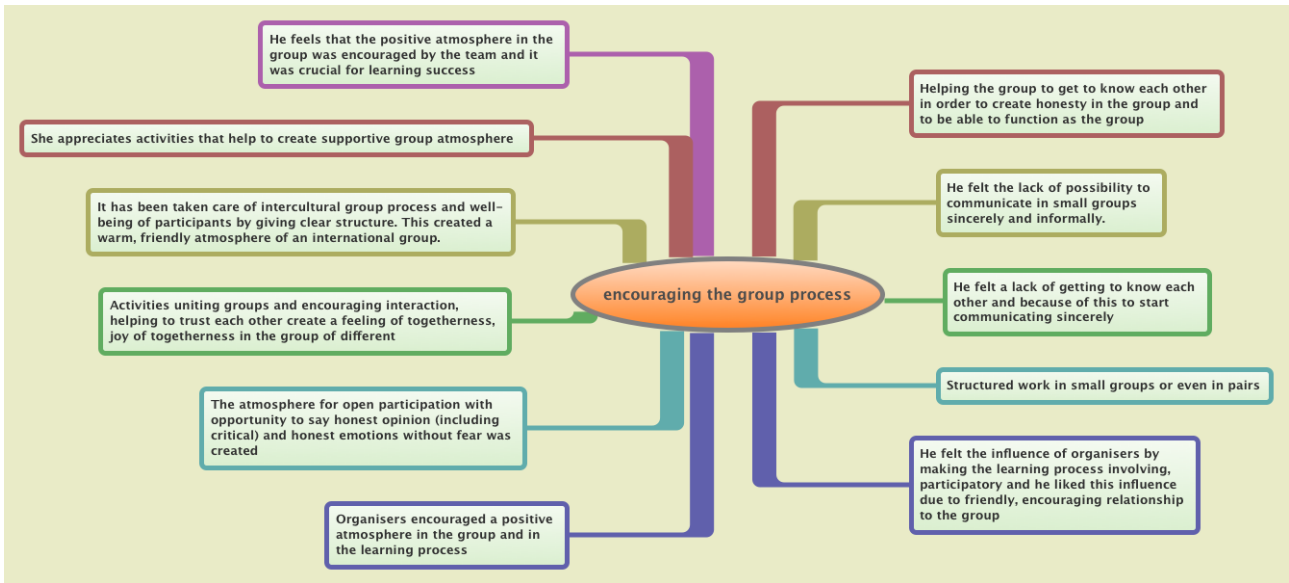 He feels that the positive atmosphere in the
group was encouraged by the team and it
was crucial for learning success
She appreciates activities that help to create supportive group atmosphere
It has been taken care of intercultural group process and well-
being of participants by giving clear structure. This created a
warm, friendly atmosphere of an international group.
Activities uniting groups and encouraging interaction,
helping to trust each other create a feeling of togetherness,
joy of togetherness in the group of different
The atmosphere for open participation with
opportunity to say honest opinion (including
critical) and honest emotions without fear was
created
Organisers encouraged a positive
atmosphere in the group and in
the learning process
encouraging the group process
Helping the group to get to know each other
in order to create honesty in the group and
to be able to function as the group
He felt the lack of possibility to
communicate in small groups
sincerely and informally.
He felt a lack of getting to know each
other and because of this to start
communicating sincerely
Structured work in small groups or even in pairs
He felt the influence of organisers by
making the learning process involving,
participatory and he liked this influence
due to friendly, encouraging relationship
to the group